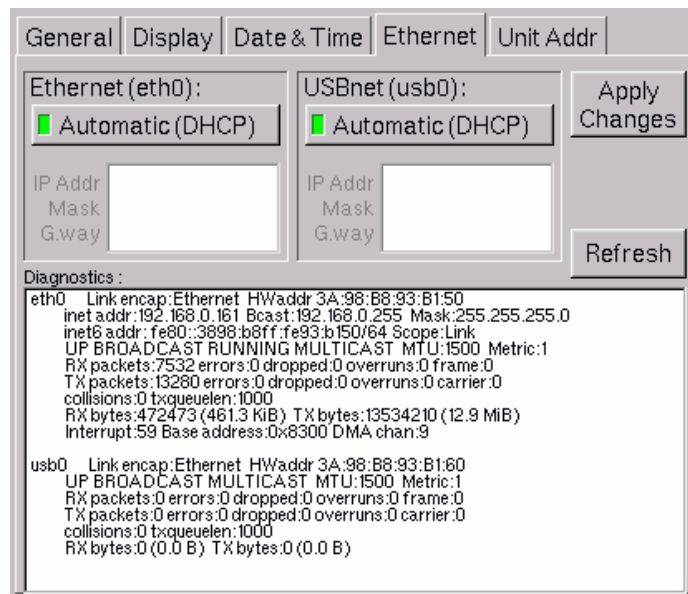 General Display Date & Time Ethernet Unit Addr
Ethernet (eth0):
Automatic (DHCP)
IP Addr
Mask
G.way
USBnet (usb0):
Automatic (DHCP)
IP Addr
Mask
G.way
Apply
Changes
Refresh
Diagnostics :
eth0 Link encap:Ethernet HWaddr 3A:98:B8:93:B1:50
inet addr:192.168.0.161 Bcast:192.168.0.255 Mask:255.255.255.0
inet6 addr: fe80::3898:b8ff:fe93:b150/64 Scope:Link
UP BROADCAST RUNNING MULTICAST MTU:1500 Metric:1
RX packets:7532 errors:0 dropped:0 overruns:0 frame:0
TX packets:13280 errors:0 dropped:0 overruns:0 carrier:0
collisions:0 txqueuelen:1000
RX bytes:472473 (461.3 KiB) TX bytes:13534210 (12.9 MiB)
Interrupt:59 Base address:0x8300 DMA chan:9
usb0 Link encap:Ethernet HWaddr 3A:98:B8:93:B1:60
UP BROADCAST MULTICAST MTU:1500 Metric:1
RX packets:0 errors:0 dropped:0 overruns:0 frame:0
TX packets:0 errors:0 dropped:0 overruns:0 carrier:0
collisions:0 txqueuelen:1000
RX bytes:0 (0.0 B) TX bytes:0 (0.0 B)